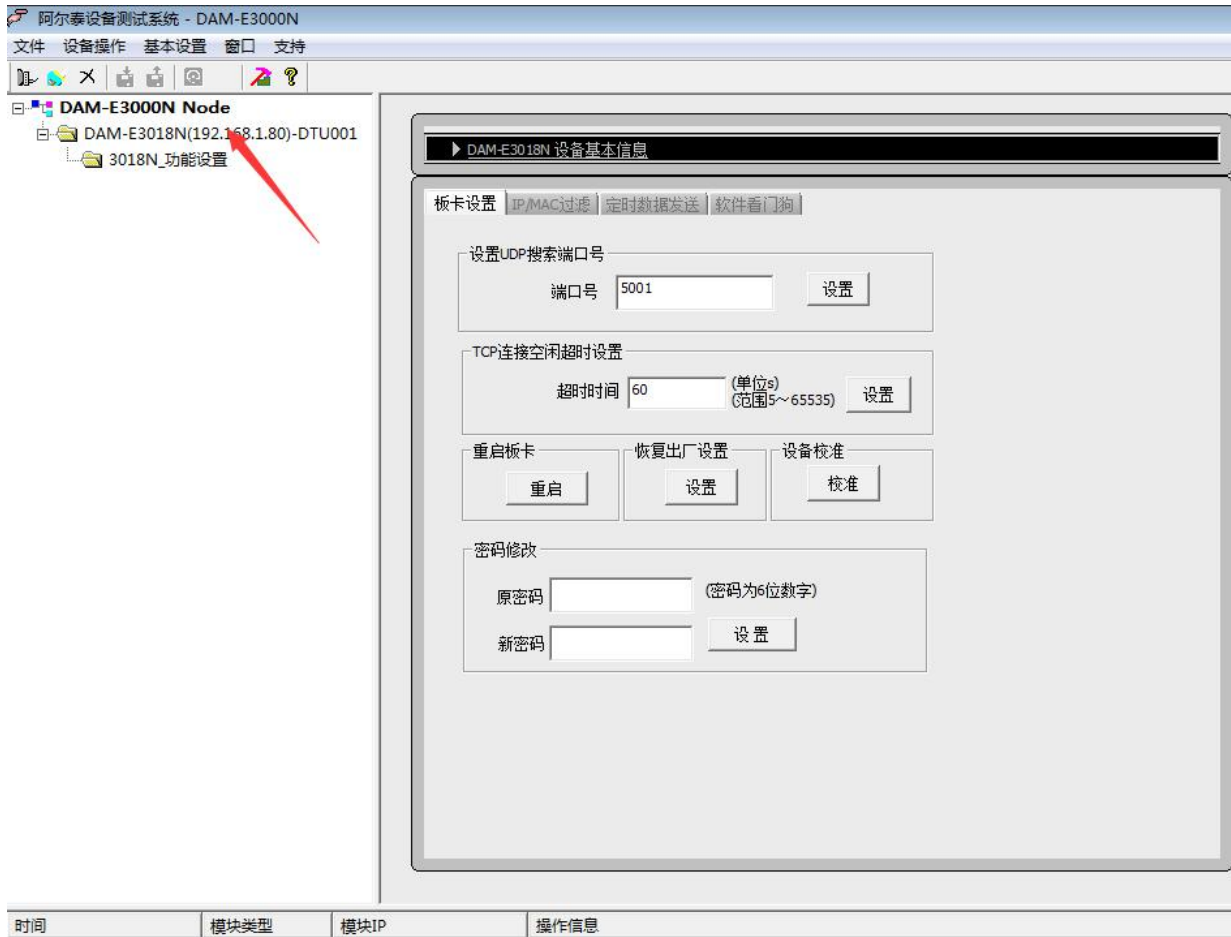 阿尔泰设备测试系统 - DAM-E3000N
文件 设备操作 基本设置 窗口 支持
DAM-E3000N Node
DAM-E3018N(192.168.1.80)-DTU001
3018N_功能设置
DAM-E3018N 设备基本信息
板卡设置 IP/MAC过滤 定时数据发送 软件看门狗
设置UDP搜索端口号
端口号 5001 设置
TCP连接空闲超时设置
超时时间 60 (单位s) (范围5～65535) 设置
重启板卡 恢复出厂设置 设备校准
重启 设置 校准
密码修改
原密码 (密码为6位数字)
新密码 设置
时间 模块类型 模块IP 操作信息